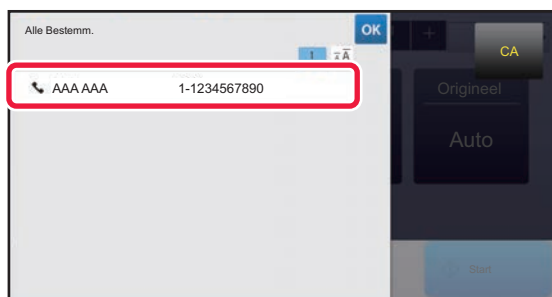 Alle Bestemm.
OK
CA
AAA AAA 1-1234567890
Origineel
Auto
Start